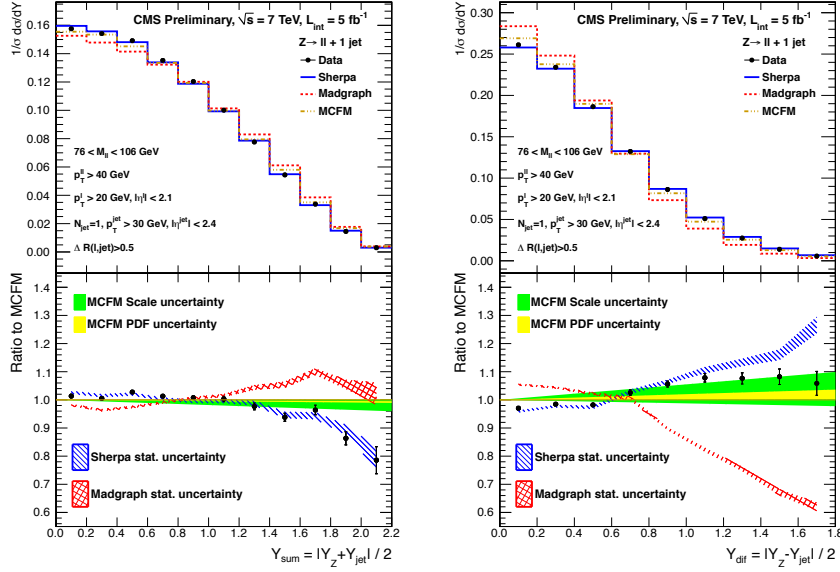 CMS Preliminary, √s = 7 TeV, L_int = 5 fb⁻¹
Z→ ll + 1 jet
Data
Sherpa
Madgraph
MCFM
76 < M_ll < 106 GeV
p_T^ll > 40 GeV
p_T^l > 20 GeV, |η^l| < 2.1
N_jet=1, p_T^jet > 30 GeV, |η^jet| < 2.4
Δ R(l,jet)>0.5
1/σ dσ/dY
0.16
0.14
0.12
0.10
0.08
0.06
0.04
0.02
0.00
Ratio to MCFM
1.4
1.3
1.2
1.1
1.0
0.9
0.8
0.7
0.6
MCFM Scale uncertainty
MCFM PDF uncertainty
Sherpa stat. uncertainty
Madgraph stat. uncertainty
0.0 0.2 0.4 0.6 0.8 1.0 1.2 1.4 1.6 1.8 2.0 2.2
Y_sum = |Y_Z+Y_jet| / 2
CMS Preliminary, √s = 7 TeV, L_int = 5 fb⁻¹
Z→ ll + 1 jet
Data
Sherpa
Madgraph
MCFM
76 < M_ll < 106 GeV
p_T^ll > 40 GeV
p_T^l > 20 GeV, |η^l| < 2.1
N_jet=1, p_T^jet > 30 GeV, |η^jet| < 2.4
Δ R(l,jet)>0.5
1/σ dσ/dY
0.30
0.25
0.20
0.15
0.10
0.05
0.00
Ratio to MCFM
1.4
1.3
1.2
1.1
1.0
0.9
0.8
0.7
0.6
MCFM Scale uncertainty
MCFM PDF uncertainty
Sherpa stat. uncertainty
Madgraph stat. uncertainty
0.0 0.2 0.4 0.6 0.8 1.0 1.2 1.4 1.6 1.8
Y_dif = |Y_Z-Y_jet| / 2